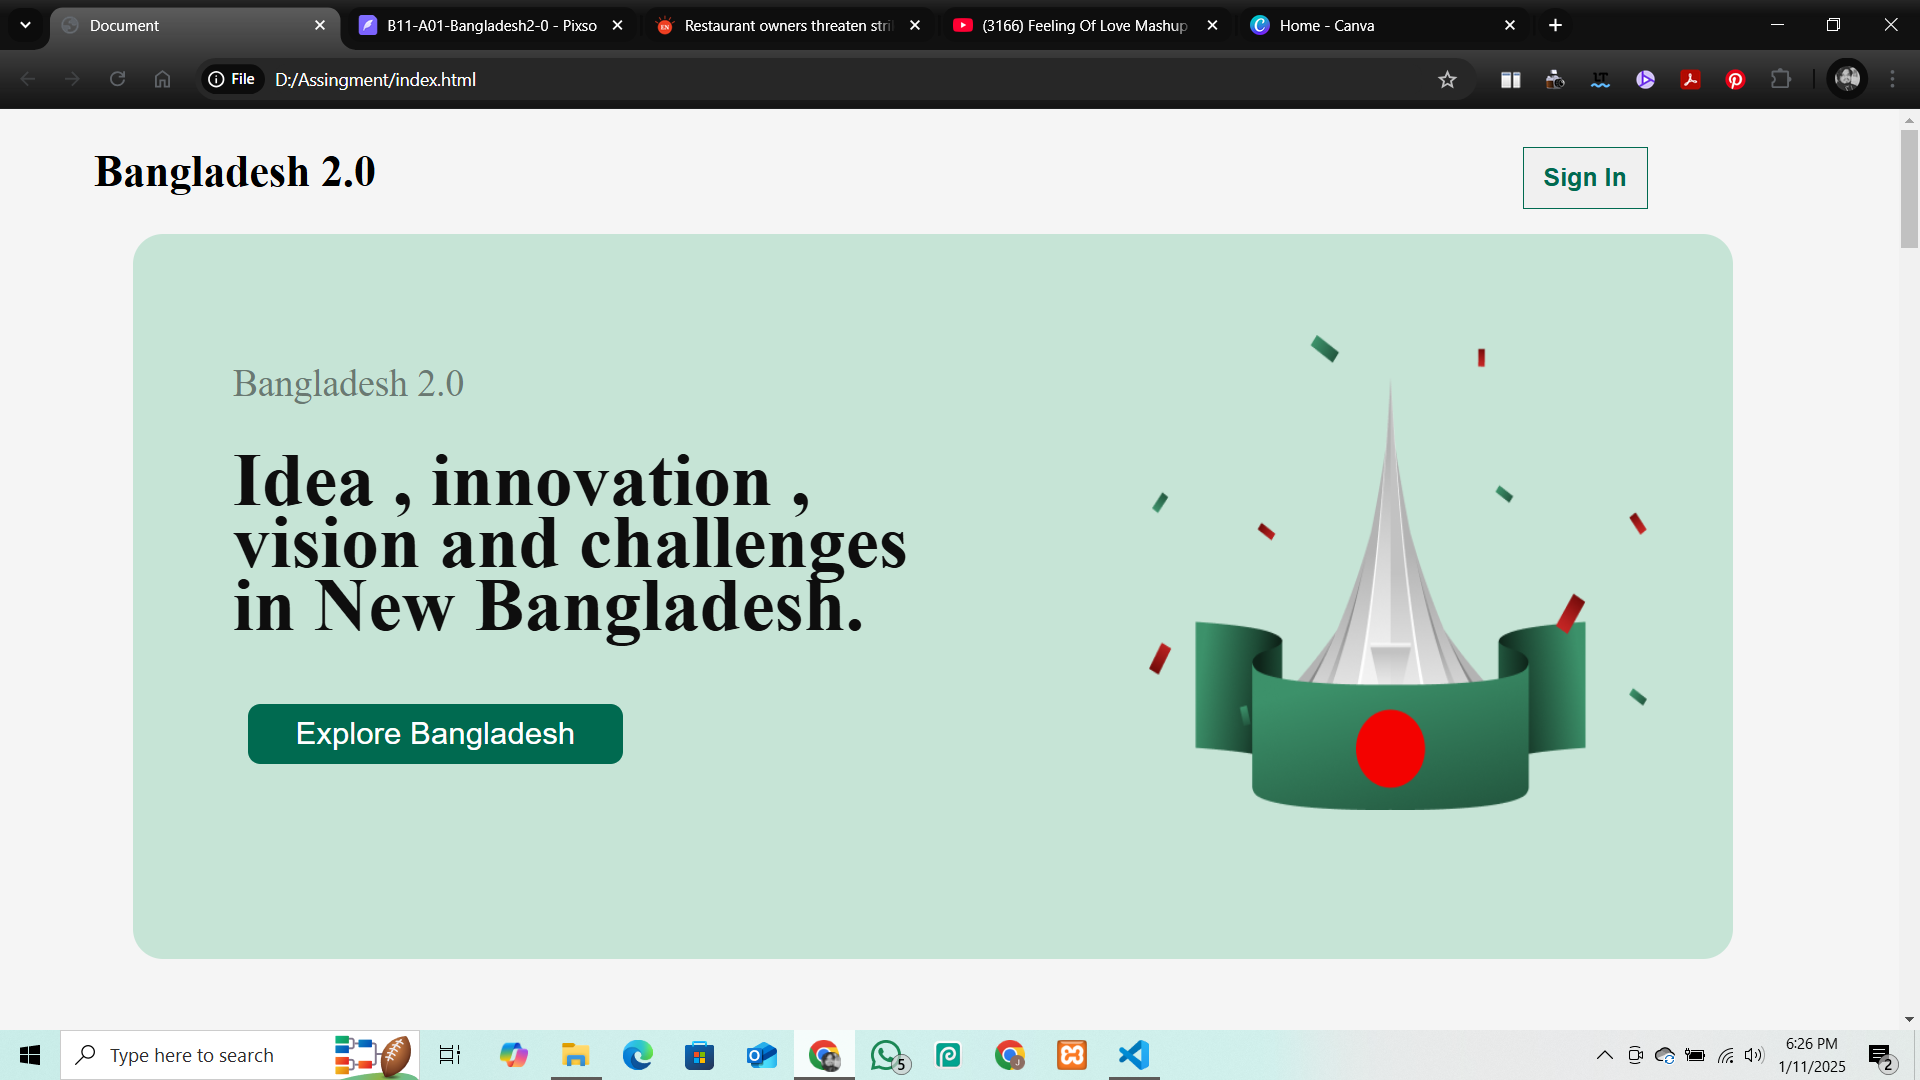 Document
B11-A01-Bangladesh2-0 - Pixso
Restaurant owners threaten stri
(3166) Feeling Of Love Mashup
Home - Canva
File
D:/Assingment/index.html
Bangladesh 2.0
Sign In
Bangladesh 2.0
Idea , innovation ,
vision and challenges
in New Bangladesh.
Explore Bangladesh
Type here to search
5
6:26 PM
1/11/2025
2